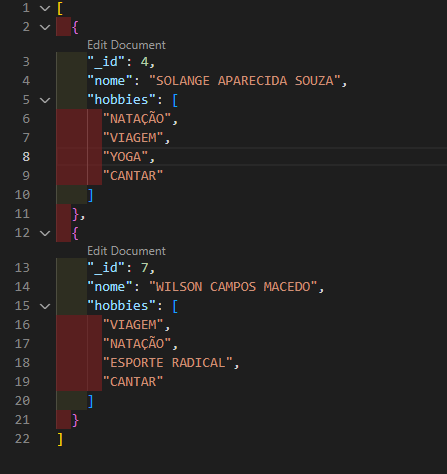 1 [
2 {
Edit Document
3 "_id": 4,
4 "nome": "SOLANGE APARECIDA SOUZA",
5 "hobbies": [
6 "NATAÇÃO",
7 "VIAGEM",
8 "YOGA",
9 "CANTAR"
10 ]
11 },
12 {
Edit Document
13 "_id": 7,
14 "nome": "WILSON CAMPOS MACEDO",
15 "hobbies": [
16 "VIAGEM",
17 "NATAÇÃO",
18 "ESPORTE RADICAL",
19 "CANTAR"
20 ]
21 }
22 ]